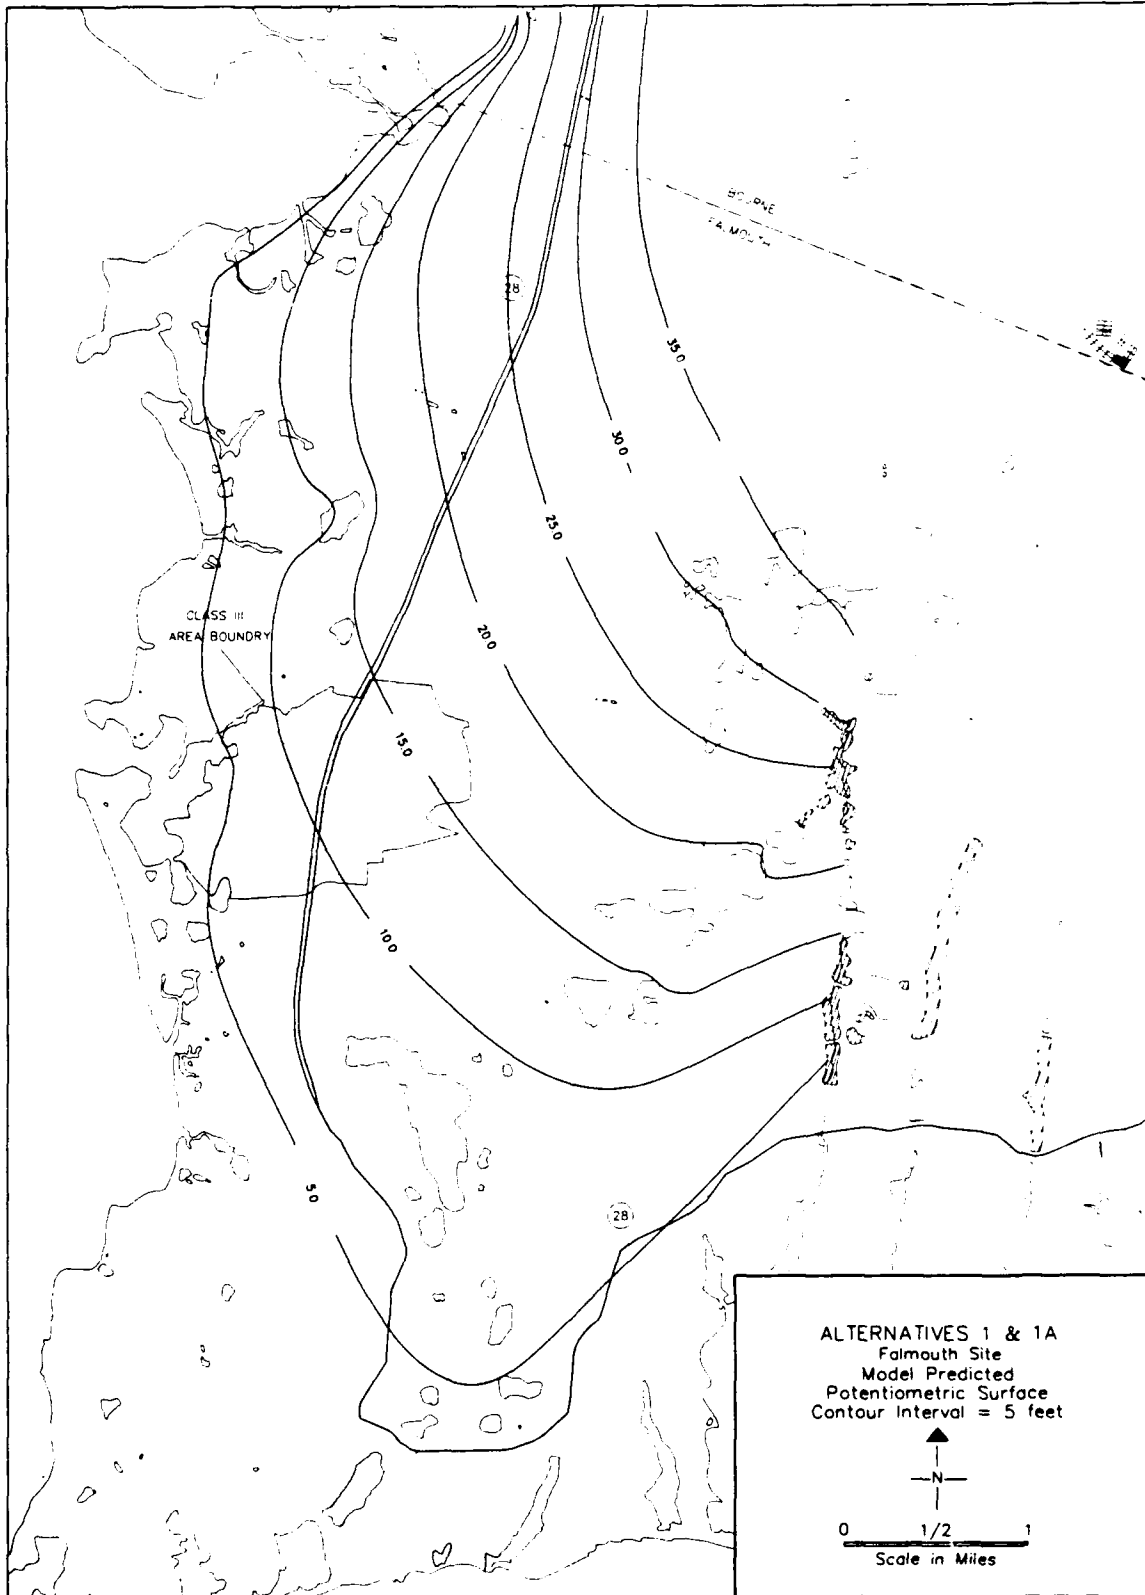 BOURNE
FALMOUTH
28
35.0
30.0
25.0
CLASS III
AREA BOUNDRY
20.0
15.0
10.0
5.0
28
ALTERNATIVES 1 & 1A
Falmouth Site
Model Predicted
Potentiometric Surface
Contour Interval = 5 feet
N
0 1/2 1
Scale in Miles